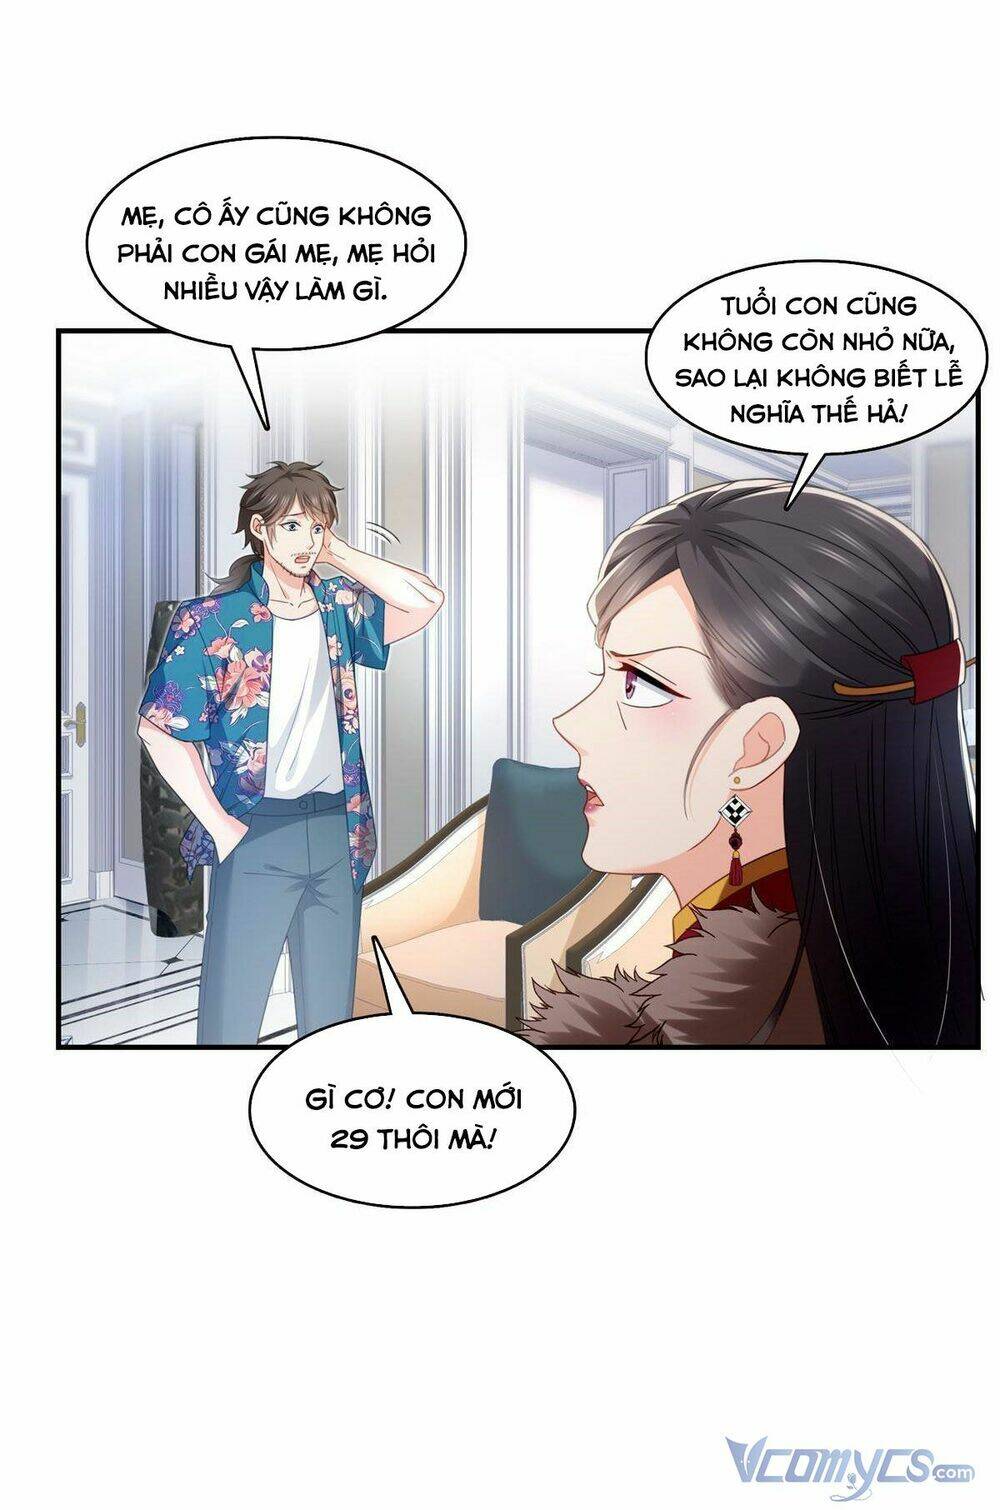 MẸ, CÔ ẤY CŨNG KHÔNG
PHẢI CON GÁI MẸ, MẸ HỎI
NHIỀU VẬY LÀM GÌ.
TUỔI CON CŨNG
KHÔNG CÒN NHỎ NỮA,
SAO LẠI KHÔNG BIẾT LỄ
NGHĨA THẾ HẢ!
GÌ CƠ! CON MỚI
29 THÔI MÀ!
VCOMYCS.com